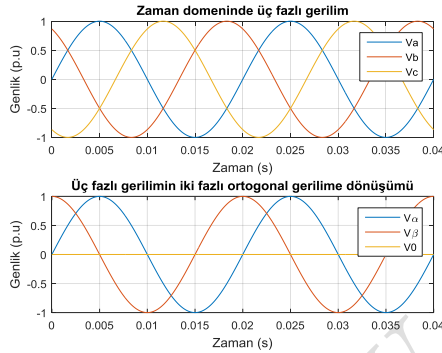 Zaman domeninde üç fazlı gerilim
Genlik (p.u)
1
0.5
0
-0.5
-1
Va
Vb
Vc
0 0.005 0.01 0.015 0.02 0.025 0.03 0.035 0.04
Zaman (s)
Üç fazlı gerilimin iki fazlı ortogonal gerilime dönüşümü
Genlik (p.u)
1
0.5
0
-0.5
-1
Vα
Vβ
V0
0 0.005 0.01 0.015 0.02 0.025 0.03 0.035 0.04
Zaman (s)